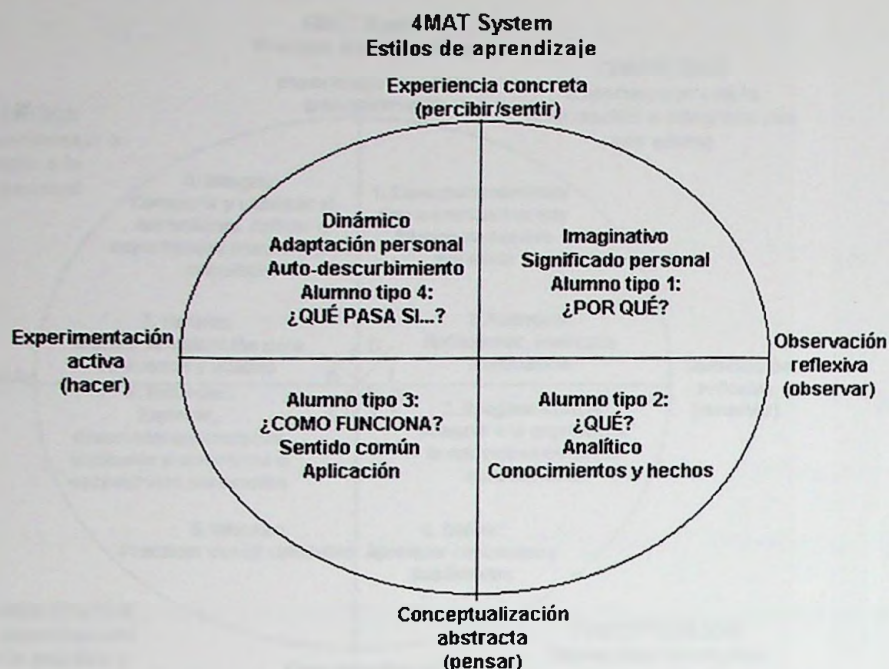 4MAT System
Estilos de aprendizaje
Experiencia concreta
(percibir/sentir)
Dinámico
Adaptación personal
Auto-descurbimiento
Alumno tipo 4:
¿QUÉ PASA SI...?
Imaginativo
Significado personal
Alumno tipo 1:
¿POR QUÉ?
Experimentación
activa
(hacer)
Observación
reflexiva
(observar)
Alumno tipo 3:
¿COMO FUNCIONA?
Sentido común
Aplicación
Alumno tipo 2:
¿QUÉ?
Analítico
Conocimientos y hechos
Conceptualización
abstracta
(pensar)